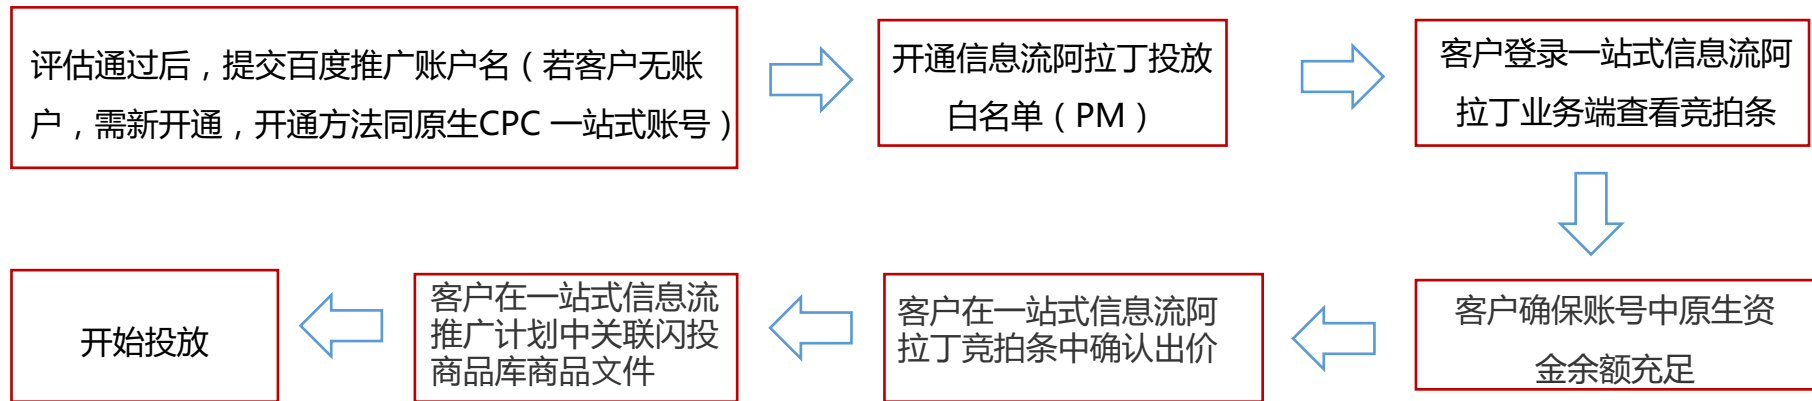 评估通过后，提交百度推广账户名（若客户无账
户，需新开通，开通方法同原生CPC 一站式账号）
开通信息流阿拉丁投放
白名单（PM）
客户登录一站式信息流阿
拉丁业务端查看竞拍条
客户确保账号中原生资
金余额充足
客户在一站式信息流阿
拉丁竞拍条中确认出价
客户在一站式信息流
推广计划中关联闪投
商品库商品文件
开始投放